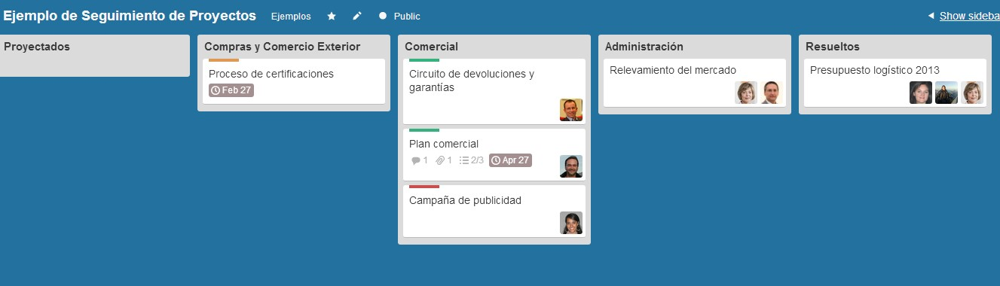 Ejemplo de Seguimiento de Proyectos Ejemplos Public Show sideba
Proyectados
Compras y Comercio Exterior
Proceso de certificaciones
Feb 27
Comercial
Circuito de devoluciones y
garantías
Plan comercial
1 1 2/3 Apr 27
Campaña de publicidad
Administración
Relevamiento del mercado
Resueltos
Presupuesto logístico 2013